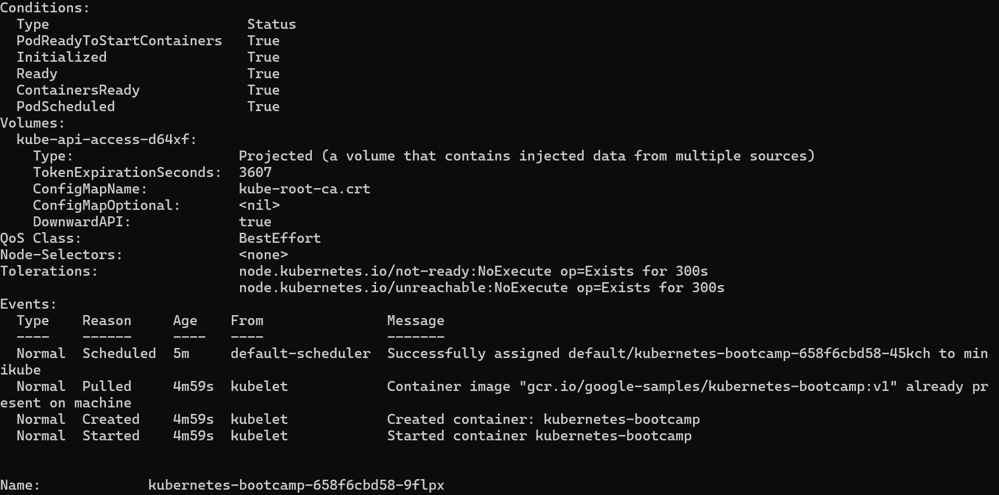 Conditions:
  Type                        Status
  PodReadyToStartContainers   True
  Initialized                 True
  Ready                       True
  ContainersReady             True
  PodScheduled                True
Volumes:
  kube-api-access-d64xf:
    Type:                    Projected (a volume that contains injected data from multiple sources)
    TokenExpirationSeconds:  3607
    ConfigMapName:           kube-root-ca.crt
    ConfigMapOptional:       <nil>
    DownwardAPI:             true
QoS Class:                   BestEffort
Node-Selectors:              <none>
Tolerations:                 node.kubernetes.io/not-ready:NoExecute op=Exists for 300s
                             node.kubernetes.io/unreachable:NoExecute op=Exists for 300s
Events:
  Type    Reason     Age    From               Message
  ----    ------     ----   ----               -------
  Normal  Scheduled  5m     default-scheduler  Successfully assigned default/kubernetes-bootcamp-658f6cbd58-45kch to min
ikube
  Normal  Pulled     4m59s  kubelet            Container image "gcr.io/google-samples/kubernetes-bootcamp:v1" already pr
esent on machine
  Normal  Created    4m59s  kubelet            Created container: kubernetes-bootcamp
  Normal  Started    4m59s  kubelet            Started container kubernetes-bootcamp


Name:             kubernetes-bootcamp-658f6cbd58-9flpx